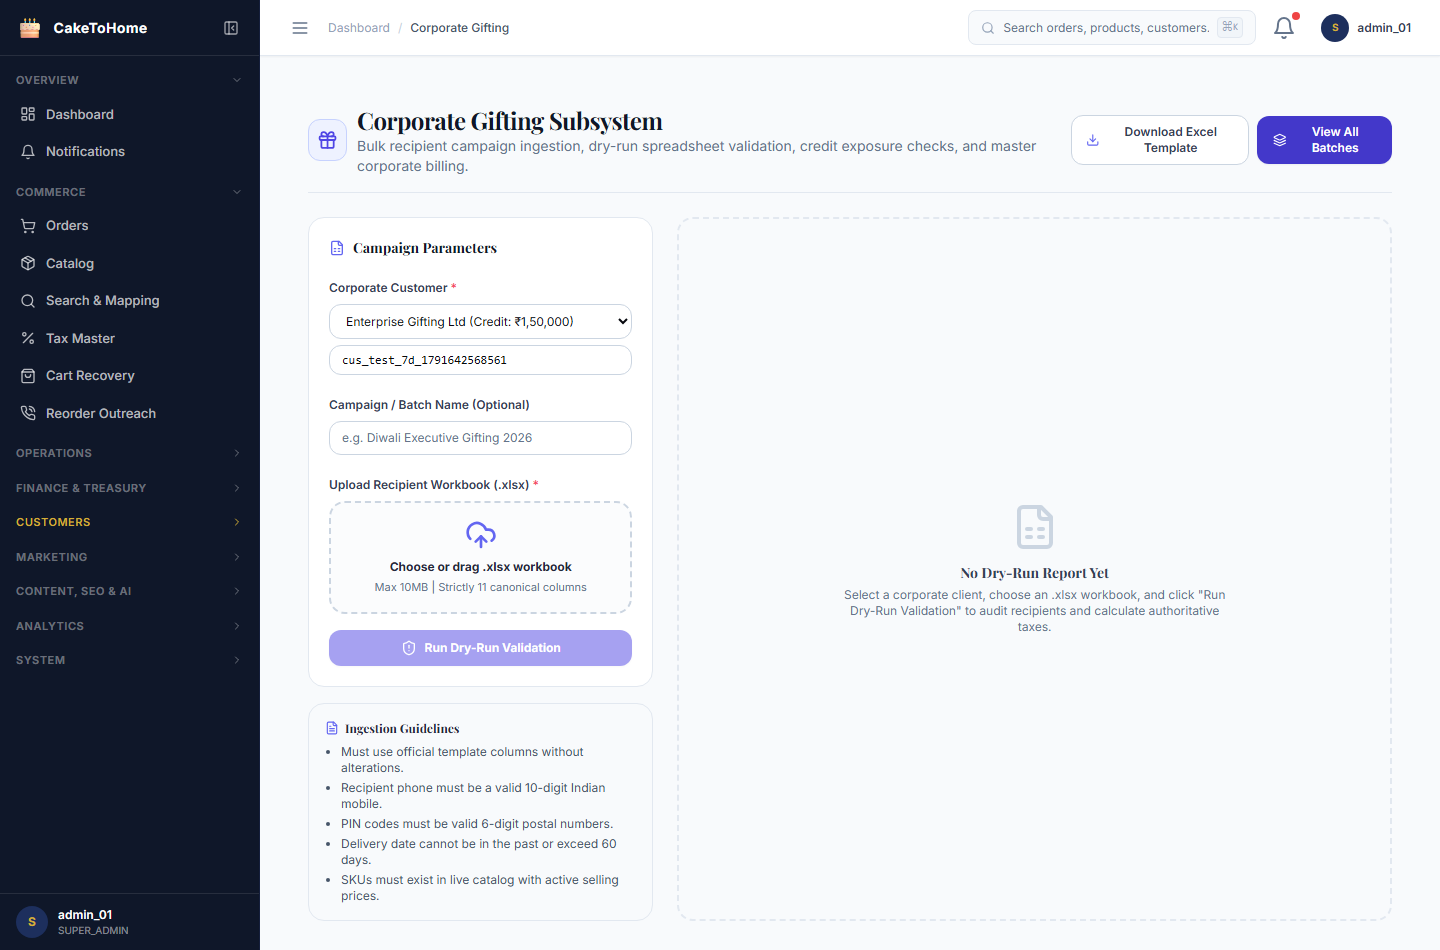 CakeToHome
OVERVIEW
Dashboard
Notifications
COMMERCE
Orders
Catalog
Search & Mapping
Tax Master
Cart Recovery
Reorder Outreach
OPERATIONS
FINANCE & TREASURY
CUSTOMERS
MARKETING
CONTENT, SEO & AI
ANALYTICS
SYSTEM
S
admin_01
SUPER_ADMIN
Dashboard / Corporate Gifting
Search orders, products, customers. ⌘K
S admin_01
Corporate Gifting Subsystem
Bulk recipient campaign ingestion, dry-run spreadsheet validation, credit exposure checks, and master
corporate billing.
Download Excel
Template
View All
Batches
Campaign Parameters
Corporate Customer *
Enterprise Gifting Ltd (Credit: ₹1,50,000)
cus_test_7d_1791642568561
Campaign / Batch Name (Optional)
e.g. Diwali Executive Gifting 2026
Upload Recipient Workbook (.xlsx) *
Choose or drag .xlsx workbook
Max 10MB | Strictly 11 canonical columns
Run Dry-Run Validation
Ingestion Guidelines
• Must use official template columns without
alterations.
• Recipient phone must be a valid 10-digit Indian
mobile.
• PIN codes must be valid 6-digit postal numbers.
• Delivery date cannot be in the past or exceed 60
days.
• SKUs must exist in live catalog with active selling
prices.
No Dry-Run Report Yet
Select a corporate client, choose an .xlsx workbook, and click "Run
Dry-Run Validation" to audit recipients and calculate authoritative
taxes.